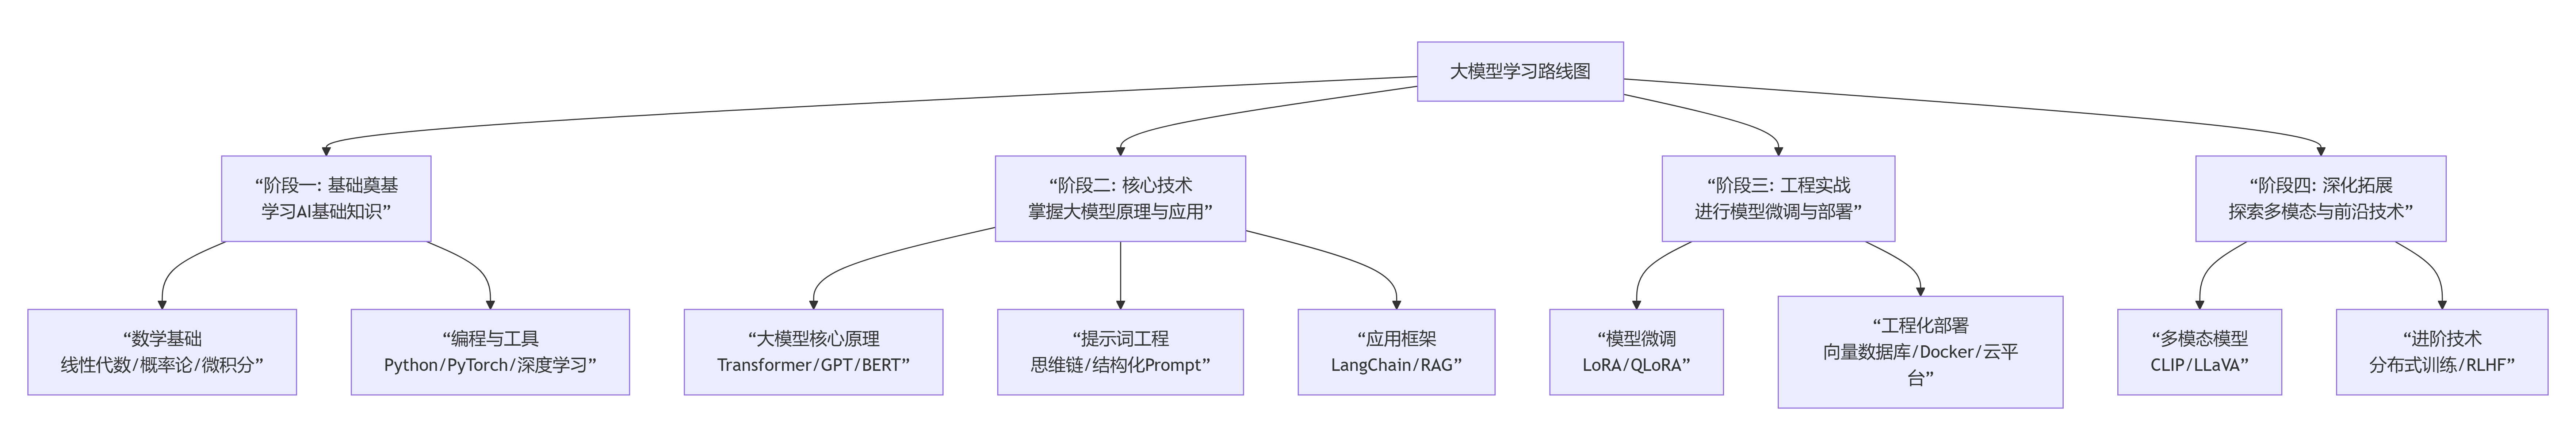 大模型学习路线图
“阶段一: 基础奠基
学习AI基础知识”
“阶段二: 核心技术
掌握大模型原理与应用”
“阶段三: 工程实战
进行模型微调与部署”
“阶段四: 深化拓展
探索多模态与前沿技术”
“数学基础
线性代数/概率论/微积分”
“编程与工具
Python/PyTorch/深度学习”
“大模型核心原理
Transformer/GPT/BERT”
“提示词工程
思维链/结构化Prompt”
“应用框架
LangChain/RAG”
“模型微调
LoRA/QLoRA”
“工程化部署
向量数据库/Docker/云平
台”
“多模态模型
CLIP/LLaVA”
“进阶技术
分布式训练/RLHF”